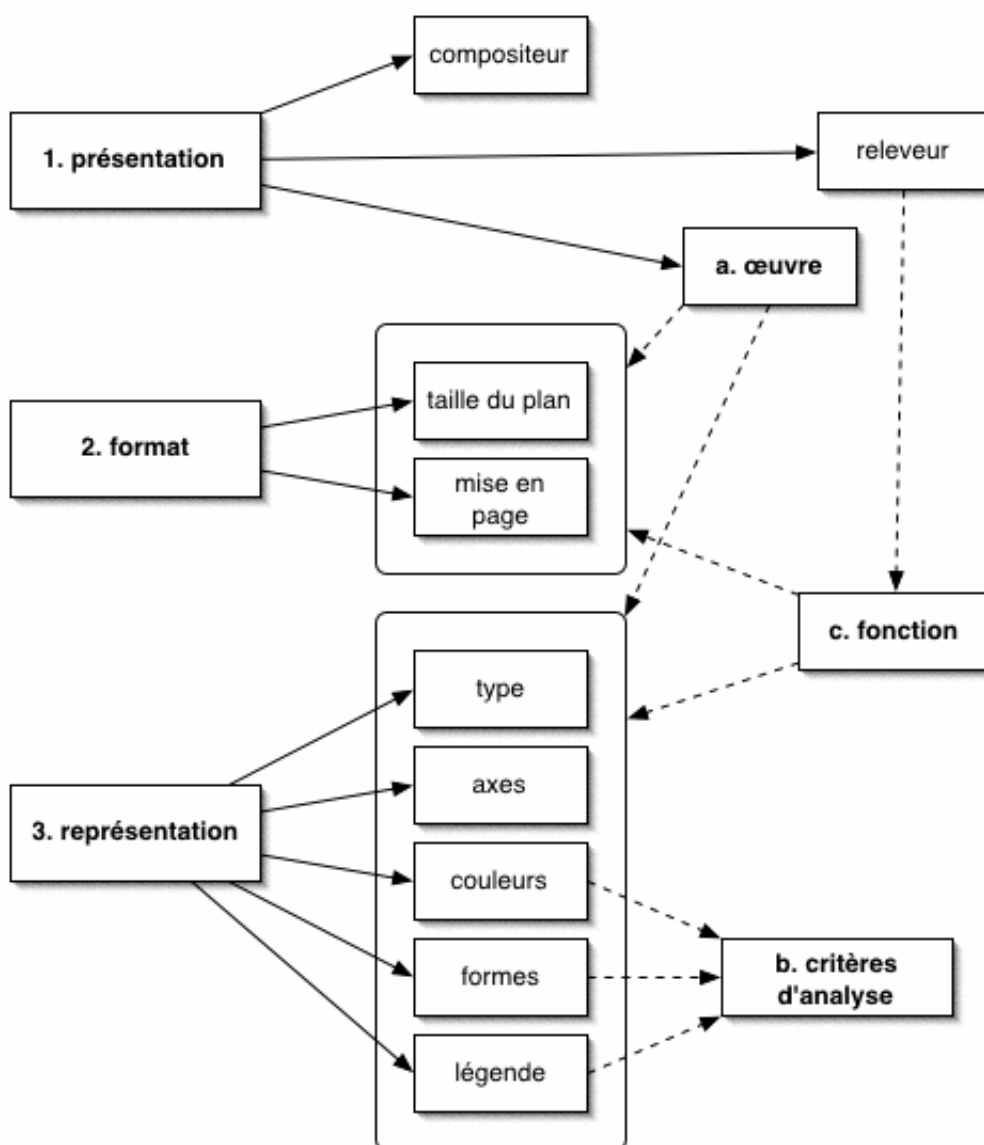 compositeur
1. présentation
releveur
a. œuvre
taille du plan
2. format
mise en
page
c. fonction
type
axes
3. représentation
couleurs
formes
b. critères
d'analyse
légende